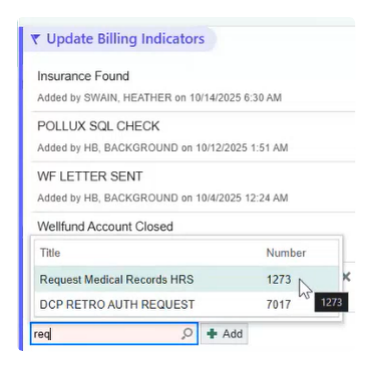 Update Billing Indicators
Insurance Found
Added by SWAIN, HEATHER on 10/14/2025 6:30 AM
POLLUX SQL CHECK
Added by HB, BACKGROUND on 10/12/2025 1:51 AM
WF LETTER SENT
Added by HB, BACKGROUND on 10/4/2025 12:24 AM
Wellfund Account Closed
Title Number
Request Medical Records HRS 1273
1273
DCP RETRO AUTH REQUEST 7017
req Add